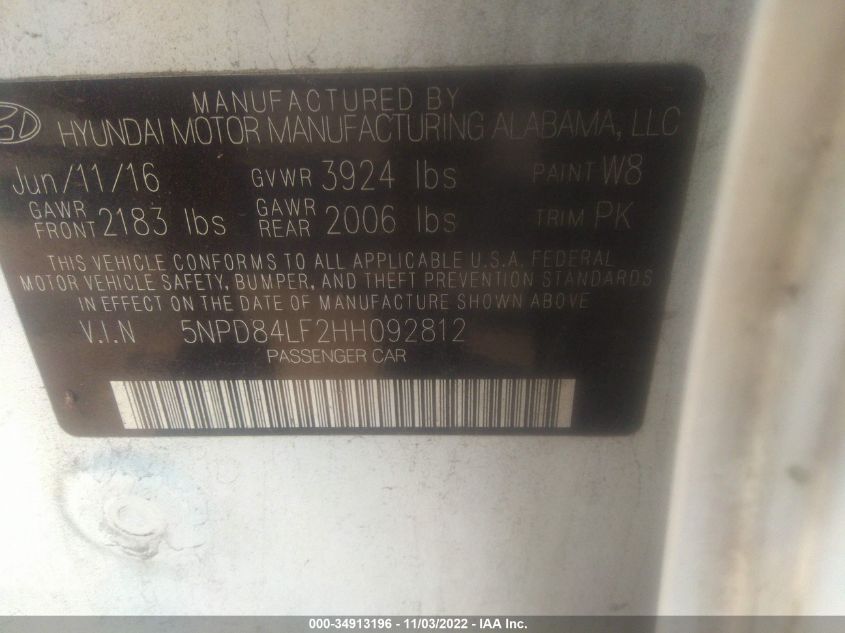 MANUFACTURED BY
HYUNDAI MOTOR MANUFACTURING ALABAMA, LLC
Jun/11/16 GVWR 3924 lbs PAINT W8
GAWR FRONT 2183 lbs GAWR REAR 2006 lbs TRIM PK
THIS VEHICLE CONFORMS TO ALL APPLICABLE U.S.A. FEDERAL
MOTOR VEHICLE SAFETY, BUMPER, AND THEFT PREVENTION STANDARDS
IN EFFECT ON THE DATE OF MANUFACTURE SHOWN ABOVE
V.I.N 5NPD84LF2HH092812
PASSENGER CAR
000-34913196 - 11/03/2022 - IAA Inc.